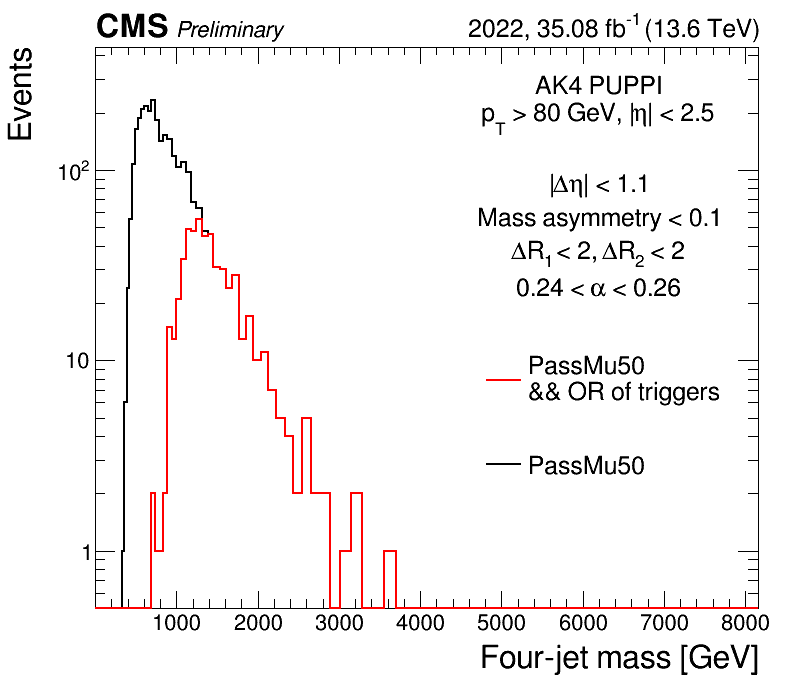 CMS Preliminary 2022, 35.08 fb⁻¹ (13.6 TeV)
Events
AK4 PUPPI
p_T > 80 GeV, |η| < 2.5
|Δη| < 1.1
Mass asymmetry < 0.1
ΔR₁ < 2, ΔR₂ < 2
0.24 < α < 0.26
PassMu50
&& OR of triggers
PassMu50
10²
10
1
1000 2000 3000 4000 5000 6000 7000 8000
Four-jet mass [GeV]